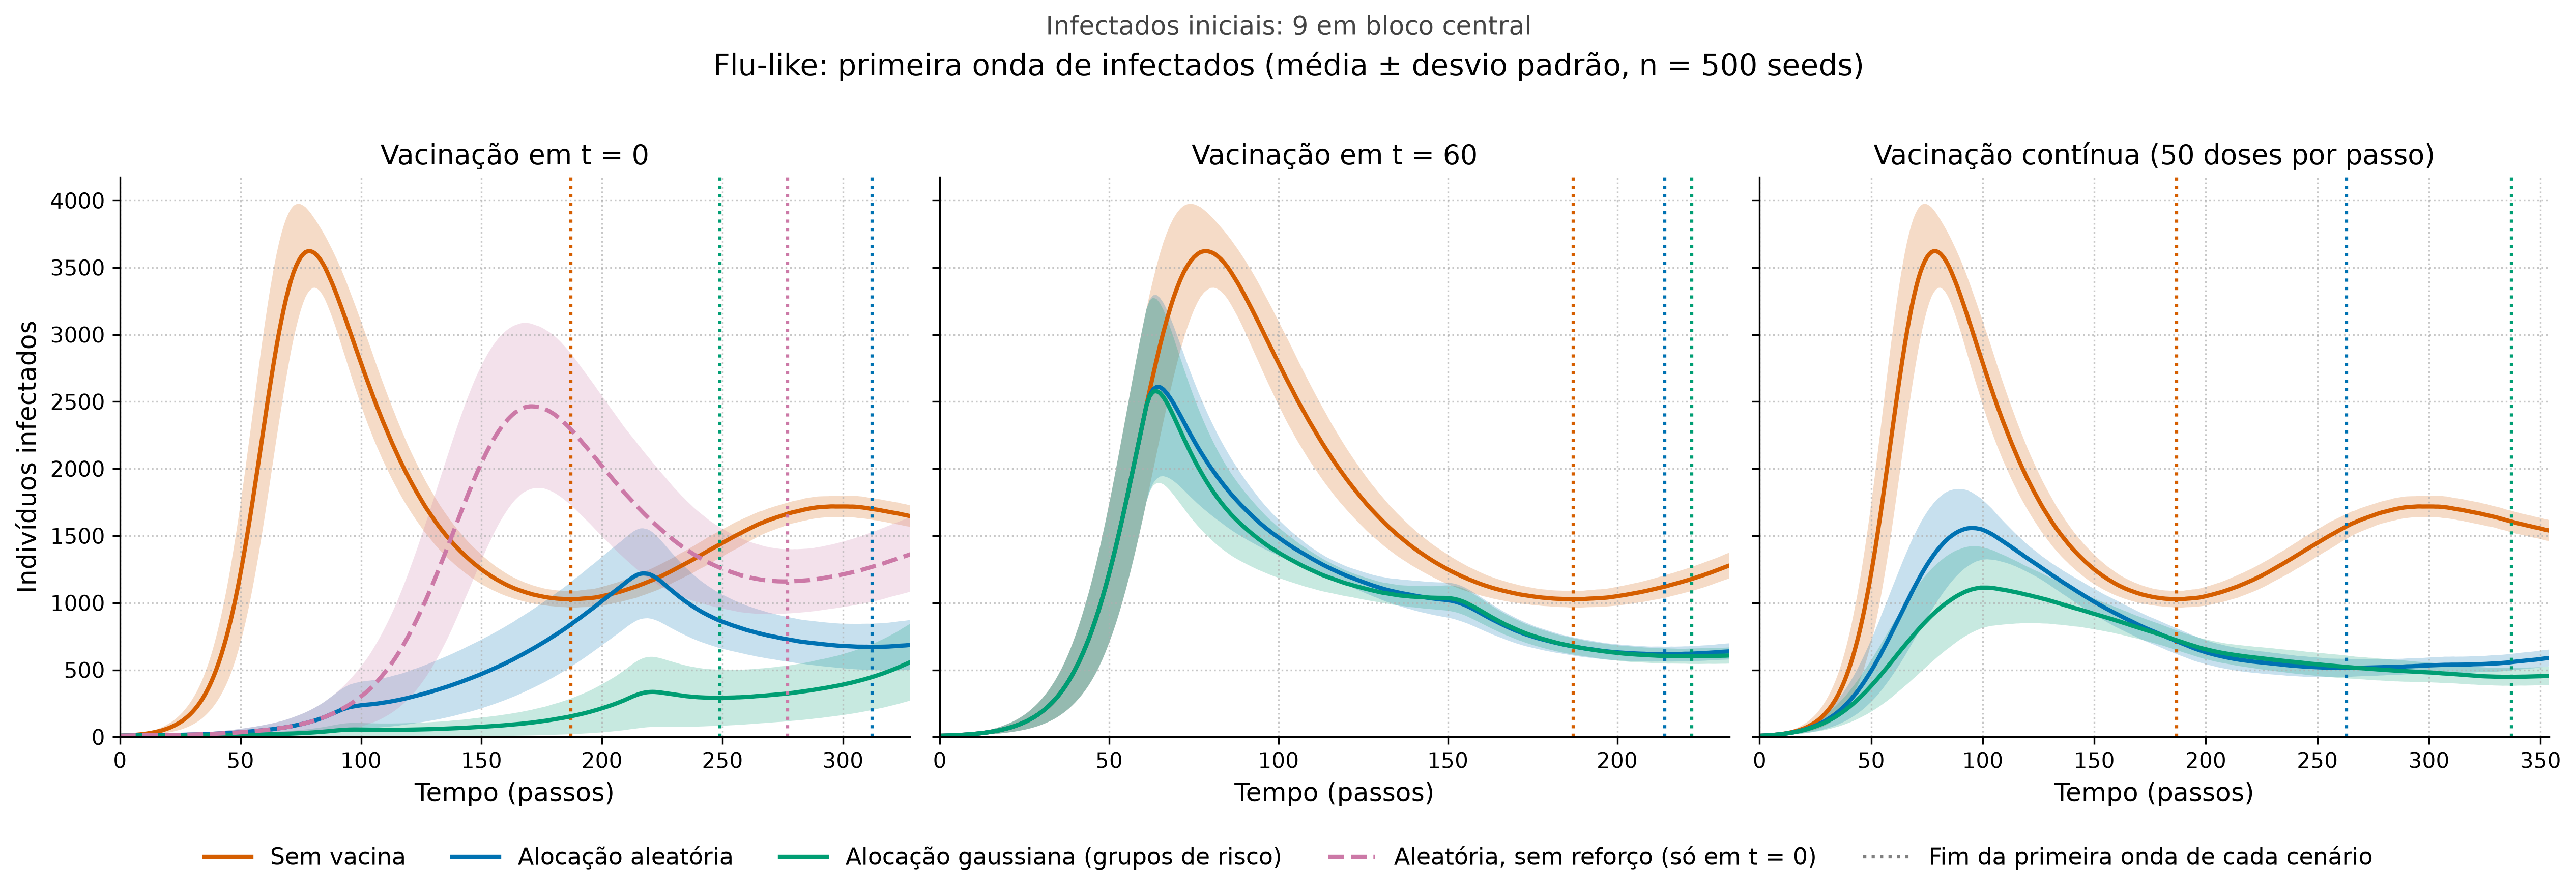 Infectados iniciais: 9 em bloco central
Flu-like: primeira onda de infectados (média ± desvio padrão, n = 500 seeds)
Vacinação em t = 0
Vacinação em t = 60
Vacinação contínua (50 doses por passo)
Indivíduos infectados
4000
3500
3000
2500
2000
1500
1000
500
0
0 50 100 150 200 250 300
0 50 100 150 200
0 50 100 150 200 250 300 350
Tempo (passos)
Tempo (passos)
Tempo (passos)
Sem vacina
Alocação aleatória
Alocação gaussiana (grupos de risco)
Aleatória, sem reforço (só em t = 0)
Fim da primeira onda de cada cenário